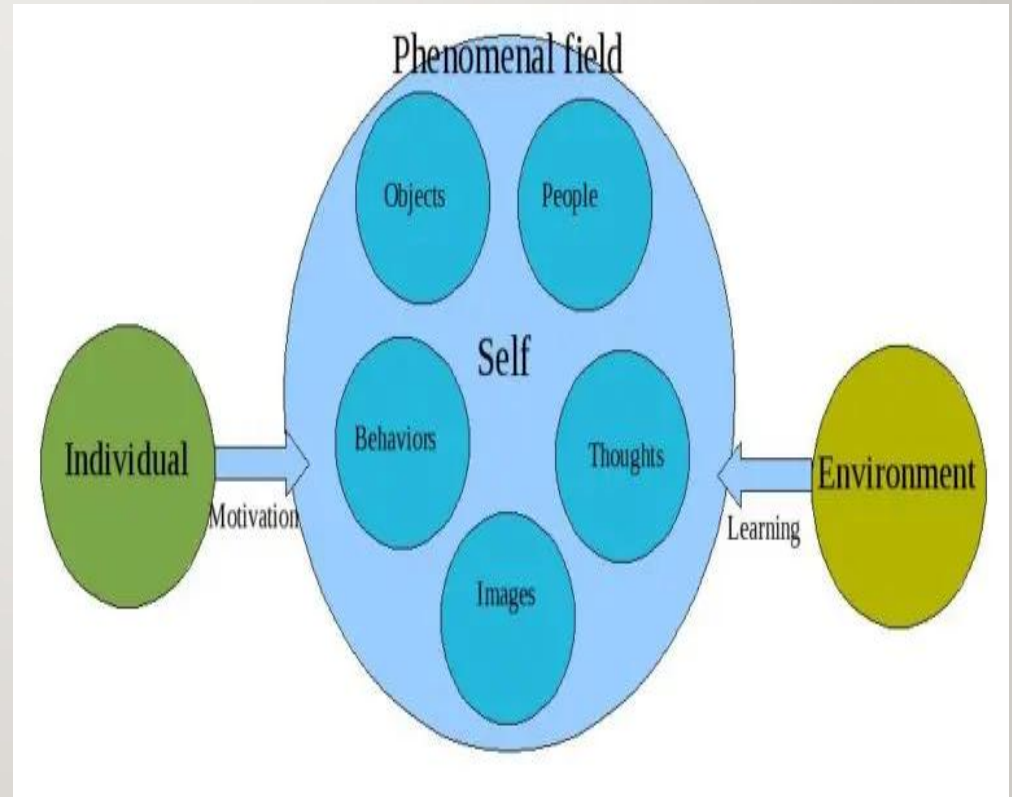 Phenomenal field
Objects
People
Self
Behaviors
Thoughts
Individual
Environment
Motivation
Learning
Images